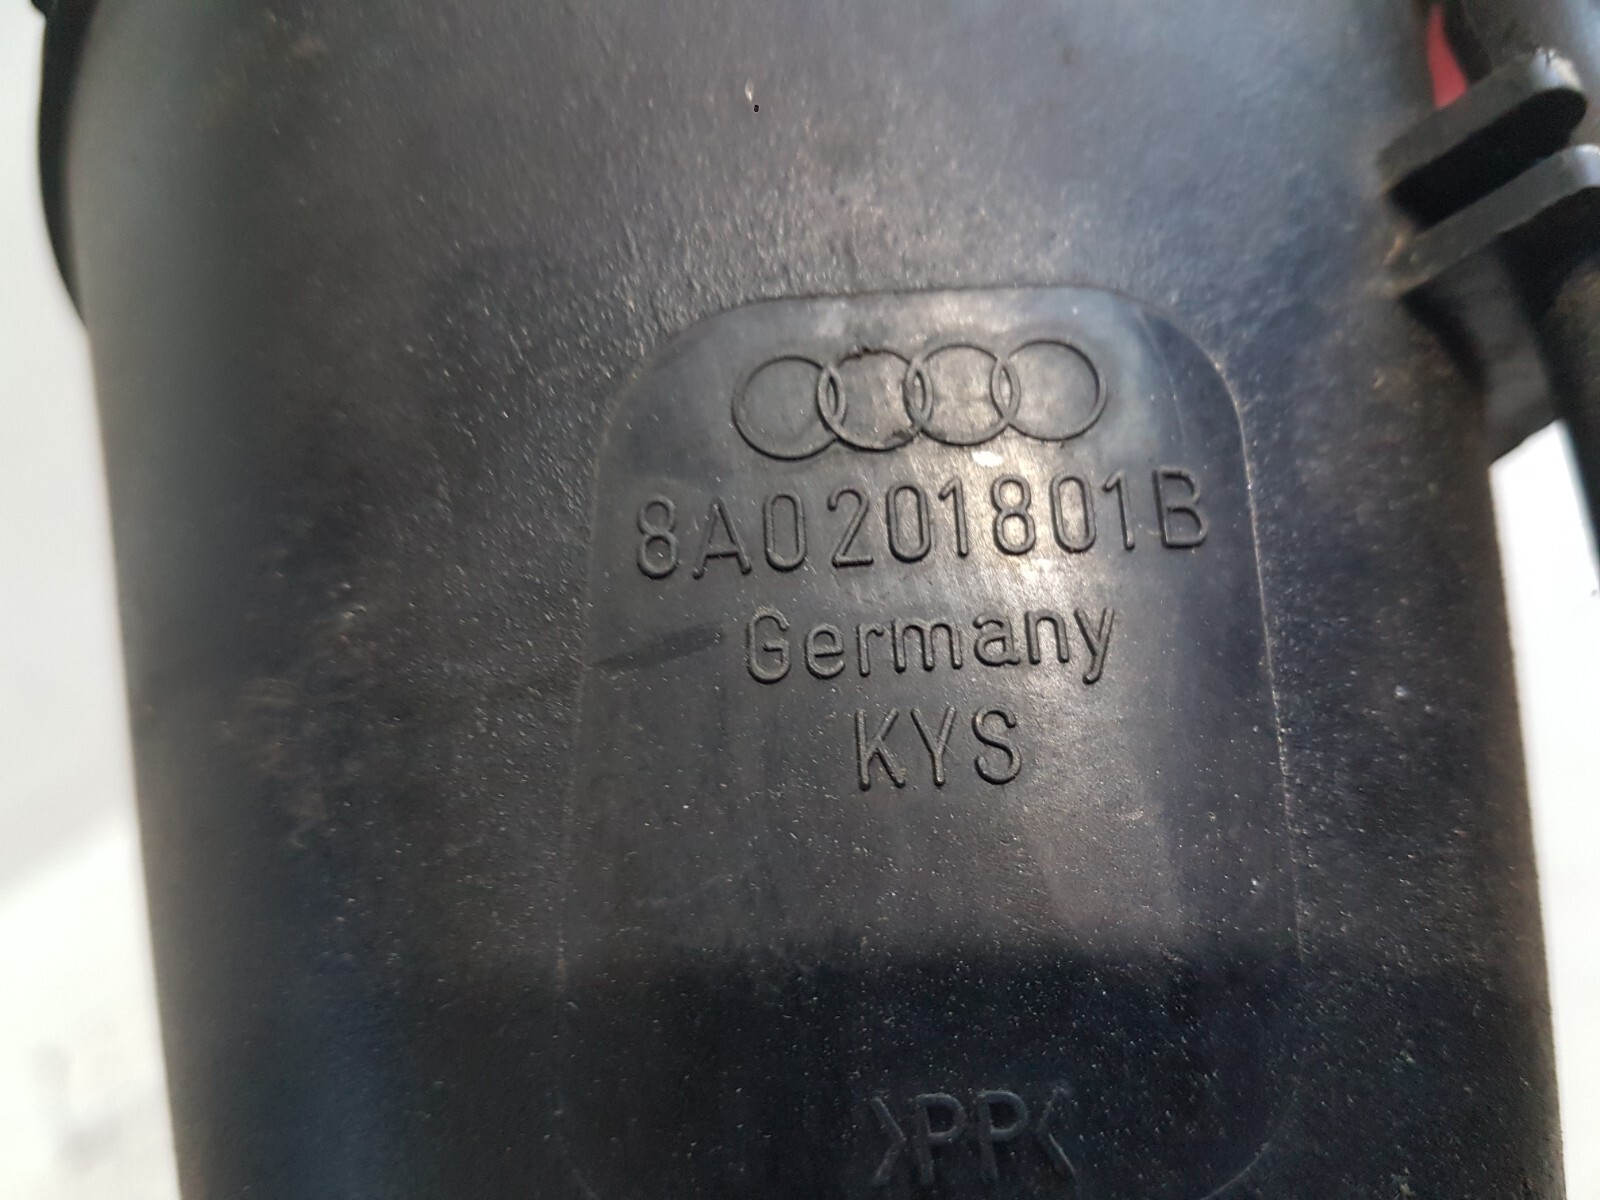 8A0201801B
Germany
KYS
>PP<